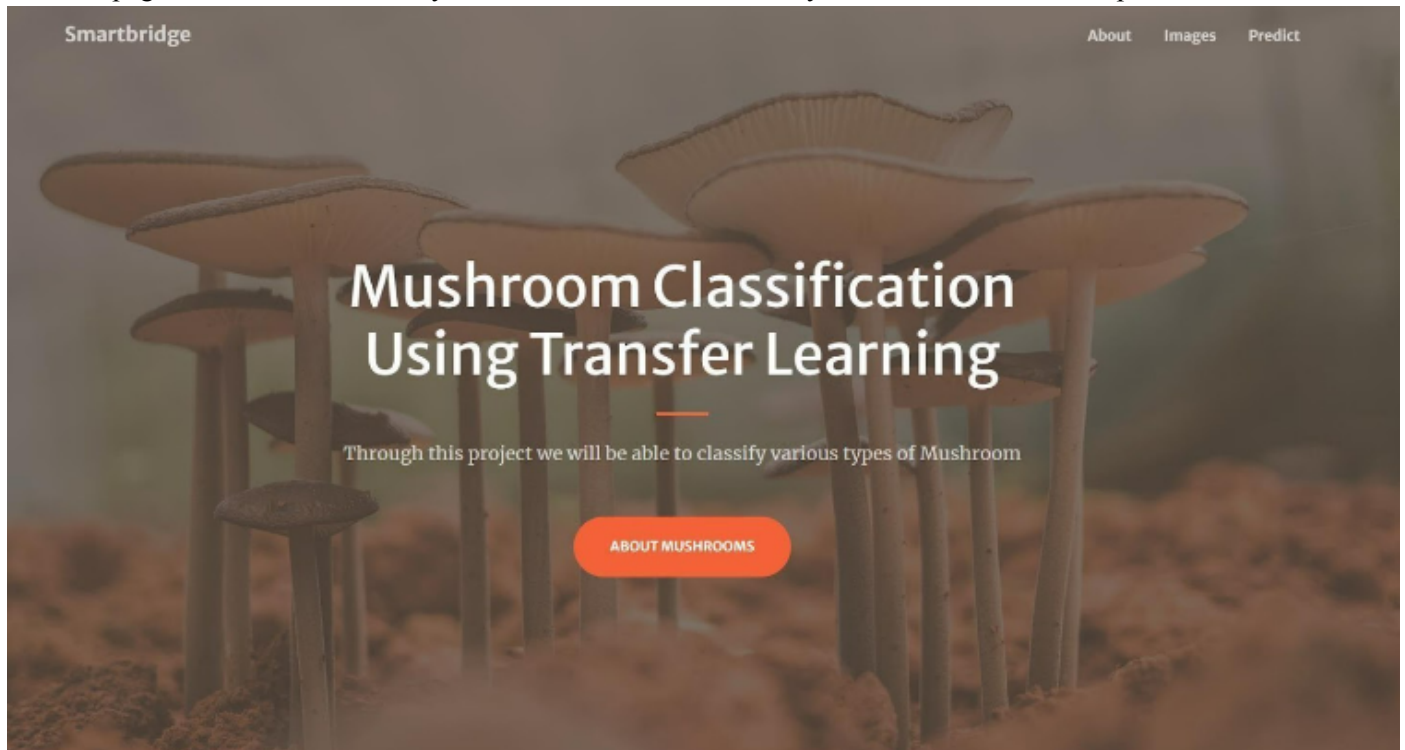 Smartbridge
About Images Predict
Mushroom Classification
Using Transfer Learning
Through this project we will be able to classify various types of Mushroom
ABOUT MUSHROOMS